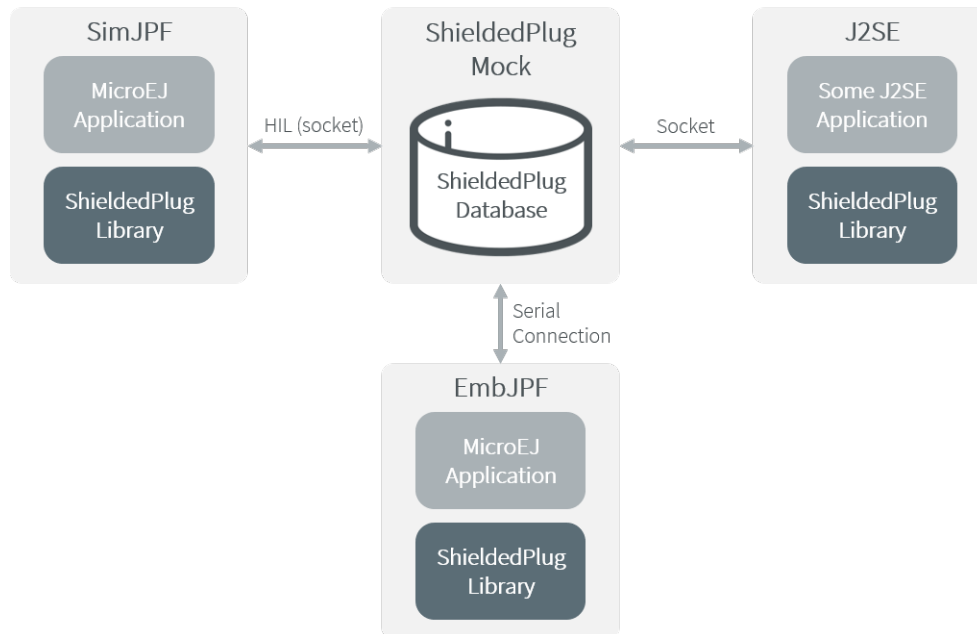 SimJPF
MicroEJ
Application
ShieldedPlug
Library
HIL (socket)
ShieldedPlug
Mock
ShieldedPlug
Database
Socket
J2SE
Some J2SE
Application
ShieldedPlug
Library
Serial
Connection
EmbJPF
MicroEJ
Application
ShieldedPlug
Library